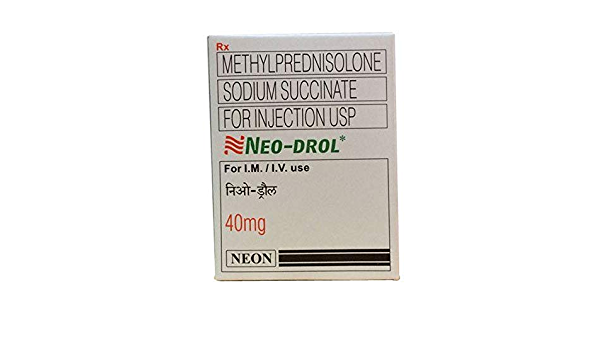 Rx
METHYLPREDNISOLONE
SODIUM SUCCINATE
FOR INJECTION USP
NEO-DROL*
For I.M. / I.V. use
निओ-ड्रौल
40mg
NEON